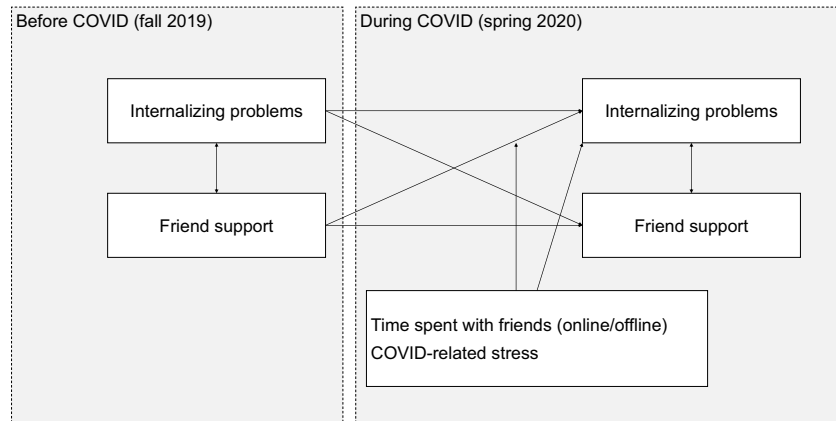 Before COVID (fall 2019)
During COVID (spring 2020)
Internalizing problems
Internalizing problems
Friend support
Friend support
Time spent with friends (online/offline)
COVID-related stress